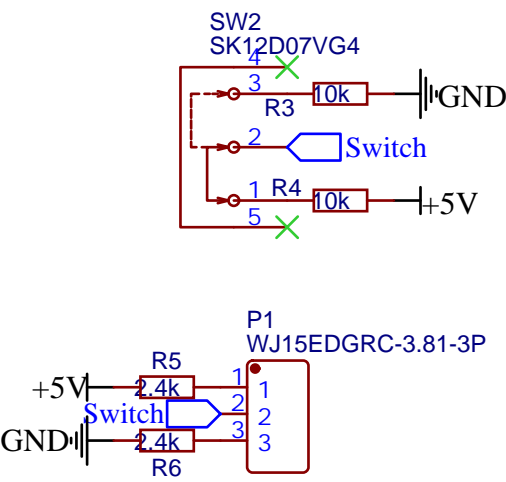 SW2
SK12D07VG4
4
3
R3
10k
GND
2
Switch
1
R4
10k
+5V
5
P1
WJ15EDGRC-3.81-3P
R5
+5V
2.4k
1
1
Switch
2
2
GND
2.4k
3
3
R6